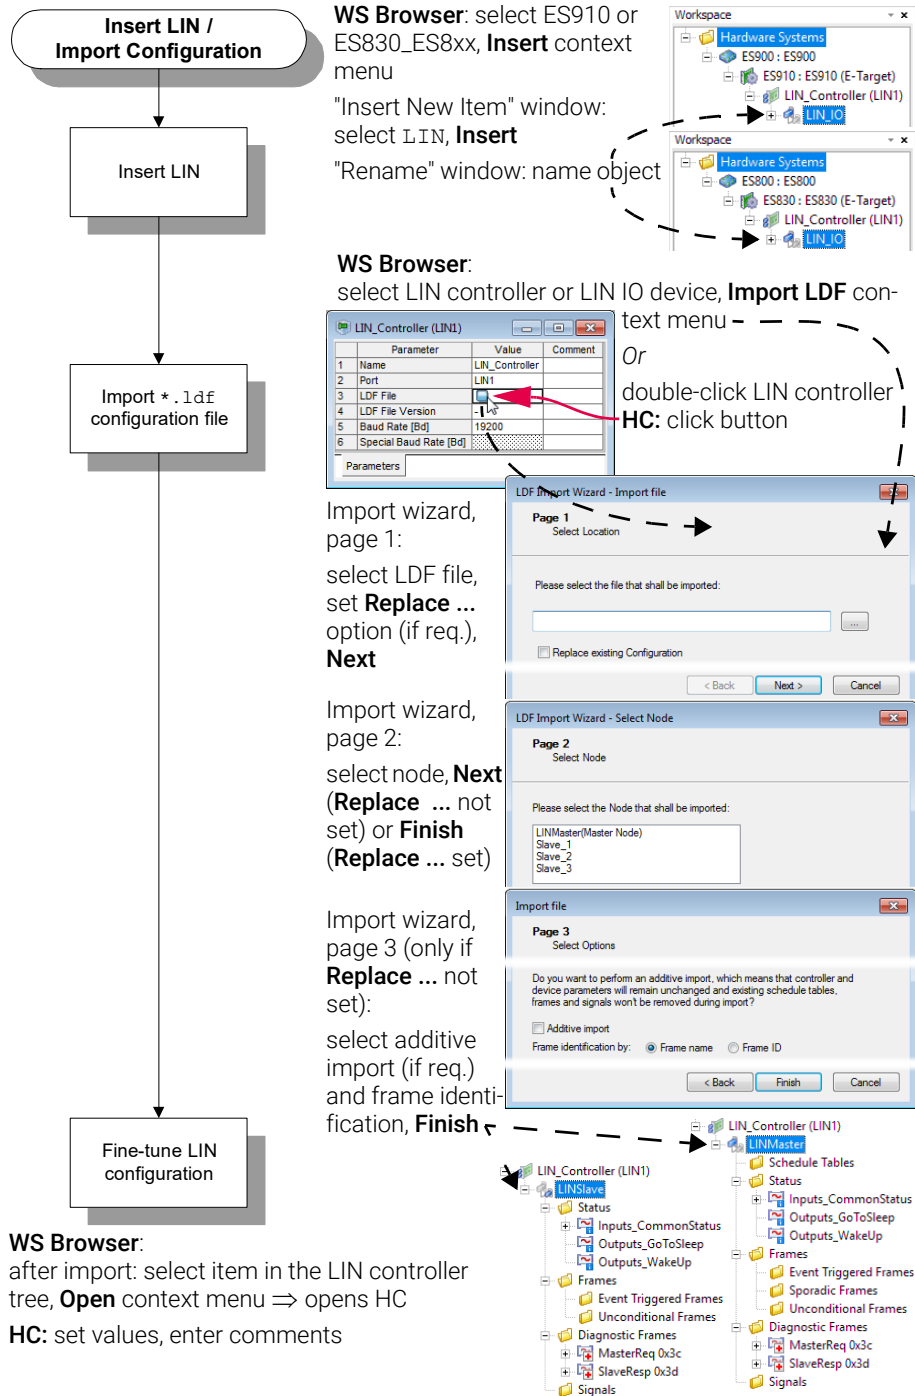 Insert LIN /
Import Configuration
Insert LIN
Import *.ldf
configuration file
Fine-tune LIN
configuration
WS Browser: select ES910 or
ES830_ES8xx, Insert context
menu
"Insert New Item" window:
select LIN, Insert
"Rename" window: name object
Workspace
Hardware Systems
ES900 : ES900
ES910 : ES910 (E-Target)
LIN_Controller (LIN1)
LIN_IO
Workspace
Hardware Systems
ES800 : ES800
ES830 : ES830 (E-Target)
LIN_Controller (LIN1)
LIN_IO
WS Browser:
select LIN controller or LIN IO device, Import LDF con-
text menu
Or
double-click LIN controller
HC: click button
LIN_Controller (LIN1)
Parameter Value Comment
1 Name LIN_Controller
2 Port LIN1
3 LDF File
4 LDF File Version -
5 Baud Rate [Bd] 19200
6 Special Baud Rate [Bd]
Parameters
Import wizard,
page 1:
select LDF file,
set Replace ...
option (if req.),
Next
LDF Import Wizard - Import file
Page 1
Select Location
Please select the file that shall be imported:
...
Replace existing Configuration
< Back Next > Cancel
Import wizard,
page 2:
select node, Next
(Replace ... not
set) or Finish
(Replace ... set)
LDF Import Wizard - Select Node
Page 2
Select Node
Please select the Node that shall be imported:
LINMaster(Master Node)
Slave_1
Slave_2
Slave_3
Import wizard,
page 3 (only if
Replace ... not
set):
select additive
import (if req.)
and frame identi-
fication, Finish
Import file
Page 3
Select Options
Do you want to perform an additive import, which means that controller and
device parameters will remain unchanged and existing schedule tables,
frames and signals won't be removed during import?
Additive import
Frame identification by: Frame name Frame ID
< Back Finish Cancel
LIN_Controller (LIN1)
LINSlave
Status
Inputs_CommonStatus
Outputs_GoToSleep
Outputs_WakeUp
Frames
Event Triggered Frames
Unconditional Frames
Diagnostic Frames
MasterReq 0x3c
SlaveResp 0x3d
Signals
LIN_Controller (LIN1)
LINMaster
Schedule Tables
Status
Inputs_CommonStatus
Outputs_GoToSleep
Outputs_WakeUp
Frames
Event Triggered Frames
Sporadic Frames
Unconditional Frames
Diagnostic Frames
MasterReq 0x3c
SlaveResp 0x3d
Signals
WS Browser:
after import: select item in the LIN controller
tree, Open context menu ⇒ opens HC
HC: set values, enter comments